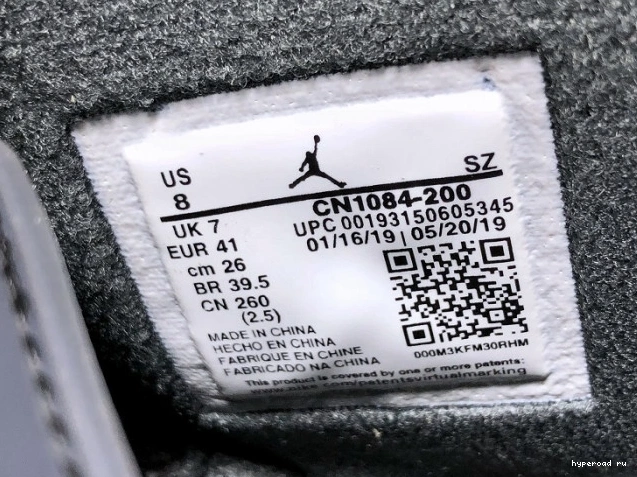 US
8
SZ
CN1084-200
UK 7
UPC 00193150605345
EUR 41
01/16/19 | 05/20/19
cm 26
BR 39.5
CN 260
(2.5)
000M3KFM30RHM
MADE IN CHINA
HECHO EN CHINA
FABRIQUE EN CHINE
FABRICADO NA CHINA
This product is covered by one or more patents:
hyperoad ru